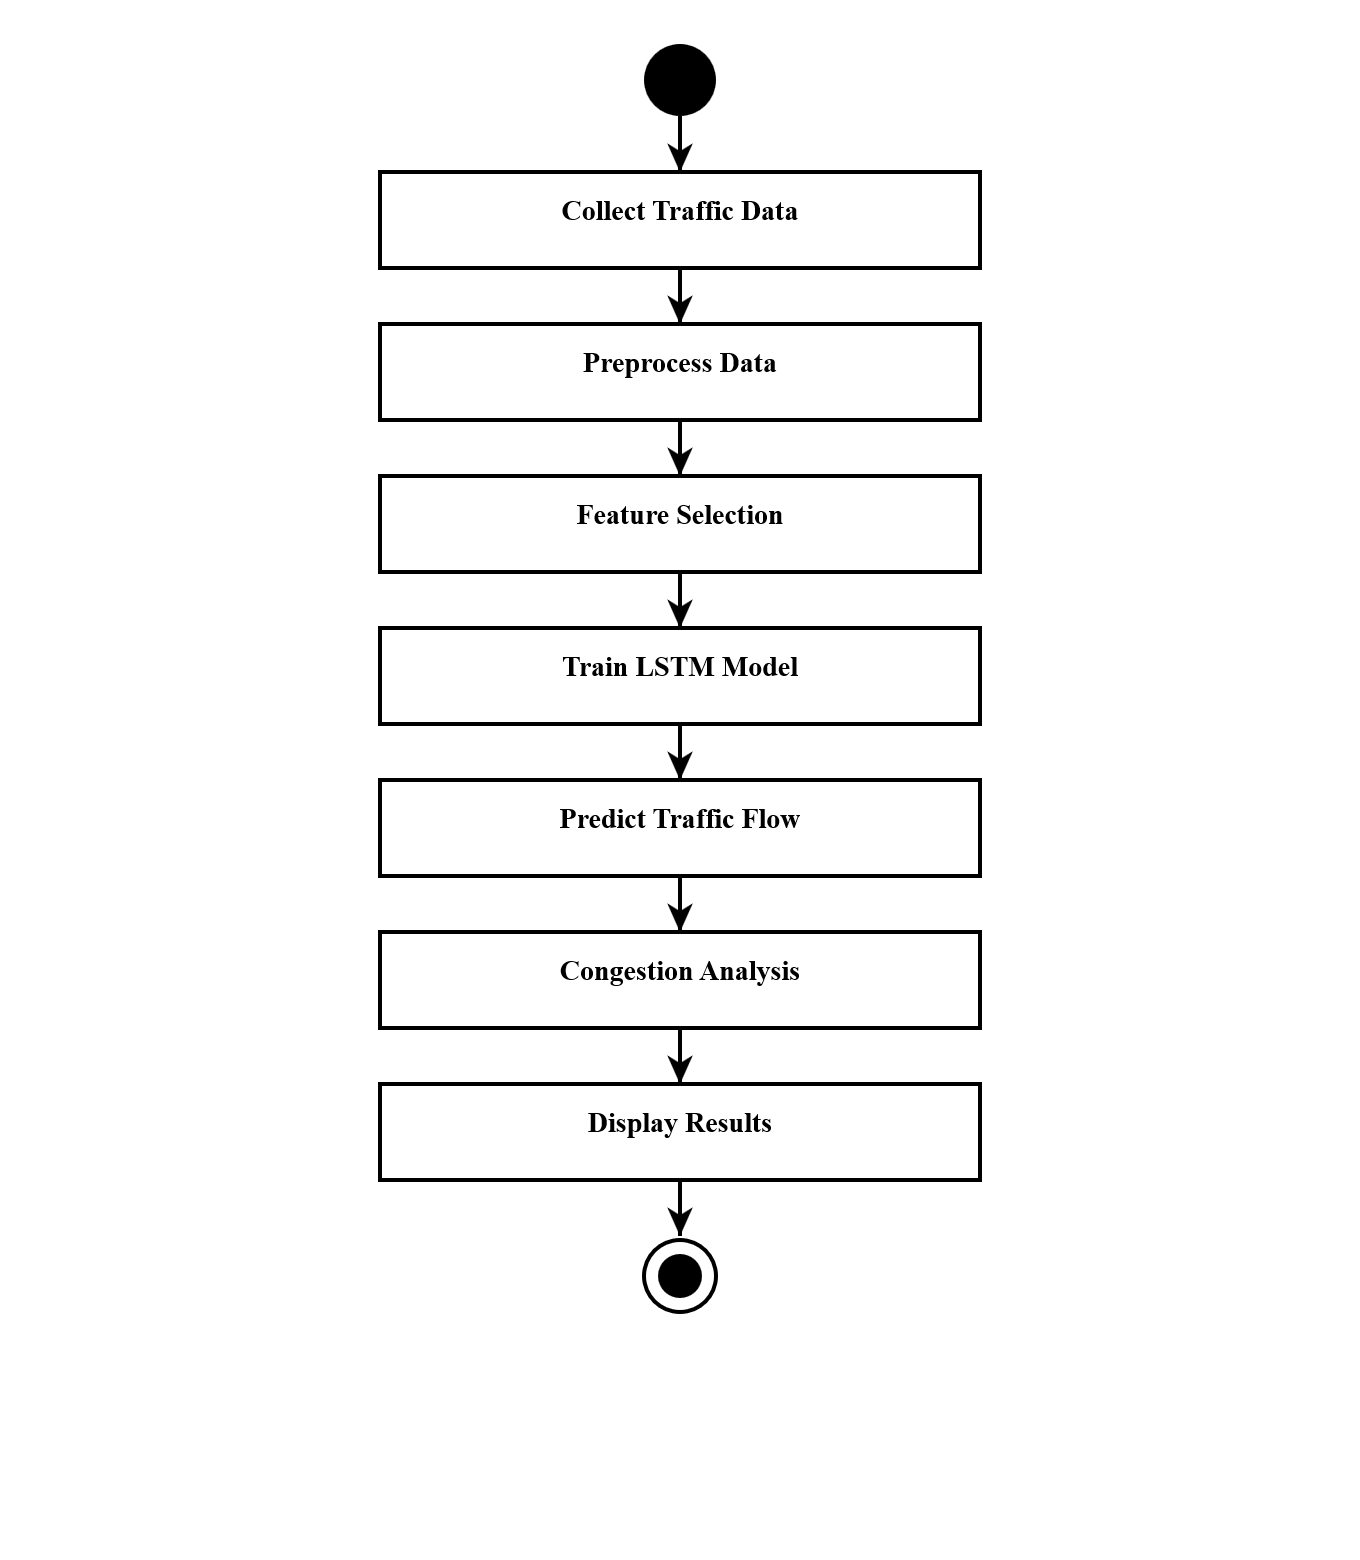 Collect Traffic Data
Preprocess Data
Feature Selection
Train LSTM Model
Predict Traffic Flow
Congestion Analysis
Display Results